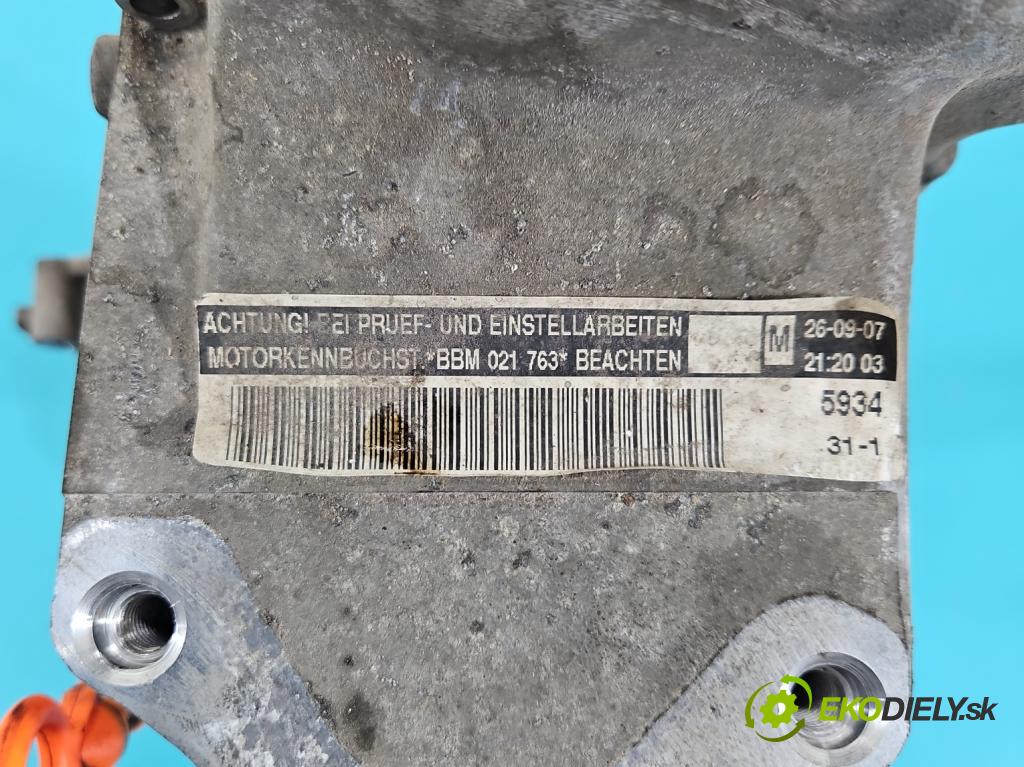 ACHTUNG! BEI PRUEF- UND EINSTELLARBEITEN
MOTORKENNBUCHST. *BBM 021 763* BEACHTEN
M
26-09-07
21:20 03
5934
31-1
EKODIELY.sk